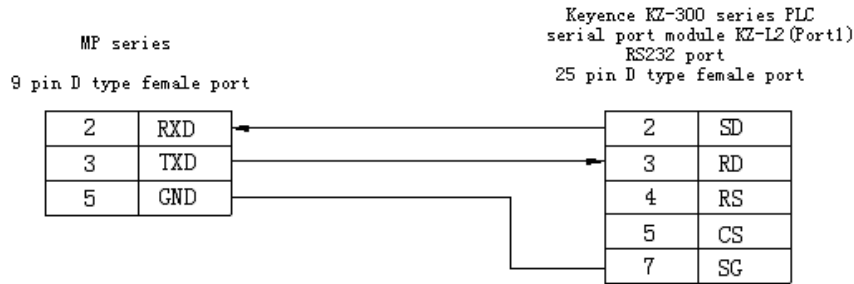 MP series
9 pin D type female port
Keyence KZ-300 series PLC
serial port module KZ-L2(Port1)
RS232 port
25 pin D type female port
2 RXD
3 TXD
5 GND
2 SD
3 RD
4 RS
5 CS
7 SG